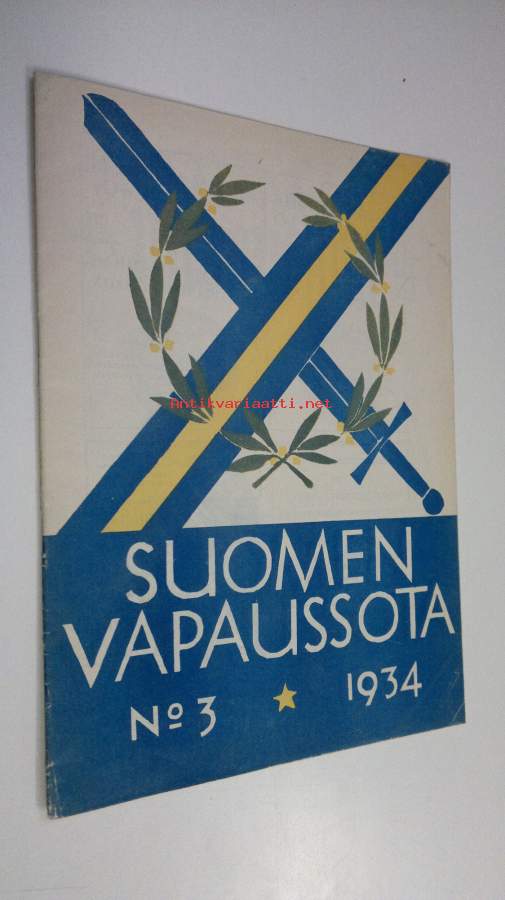 Antikvariaatti.net
SUOMEN
VAPAUSSOTA
Nº 3 1934